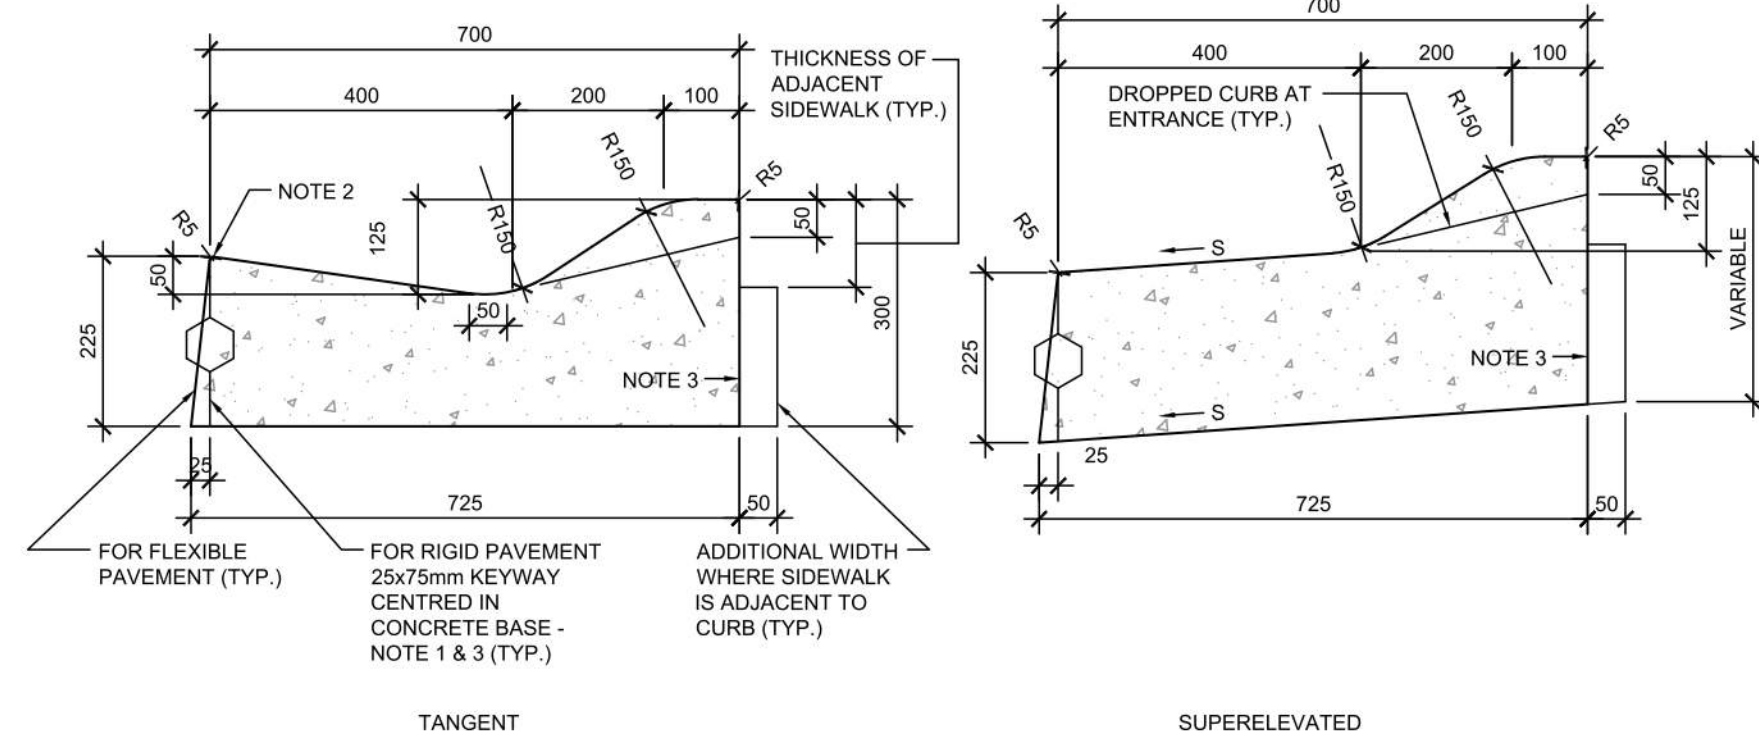 700
400
200
100
THICKNESS OF
ADJACENT
SIDEWALK (TYP.)
NOTE 2
R5
R150
R150
R5
125
50
50
50
225
300
NOTE 3
25
725
50
FOR FLEXIBLE
PAVEMENT (TYP.)
FOR RIGID PAVEMENT
25x75mm KEYWAY
CENTRED IN
CONCRETE BASE -
NOTE 1 & 3 (TYP.)
ADDITIONAL WIDTH
WHERE SIDEWALK
IS ADJACENT TO
CURB (TYP.)
TANGENT
700
400
200
100
DROPPED CURB AT
ENTRANCE (TYP.)
R150
R150
R5
R5
50
125
VARIABLE
S
225
NOTE 3
S
25
725
50
SUPERELEVATED